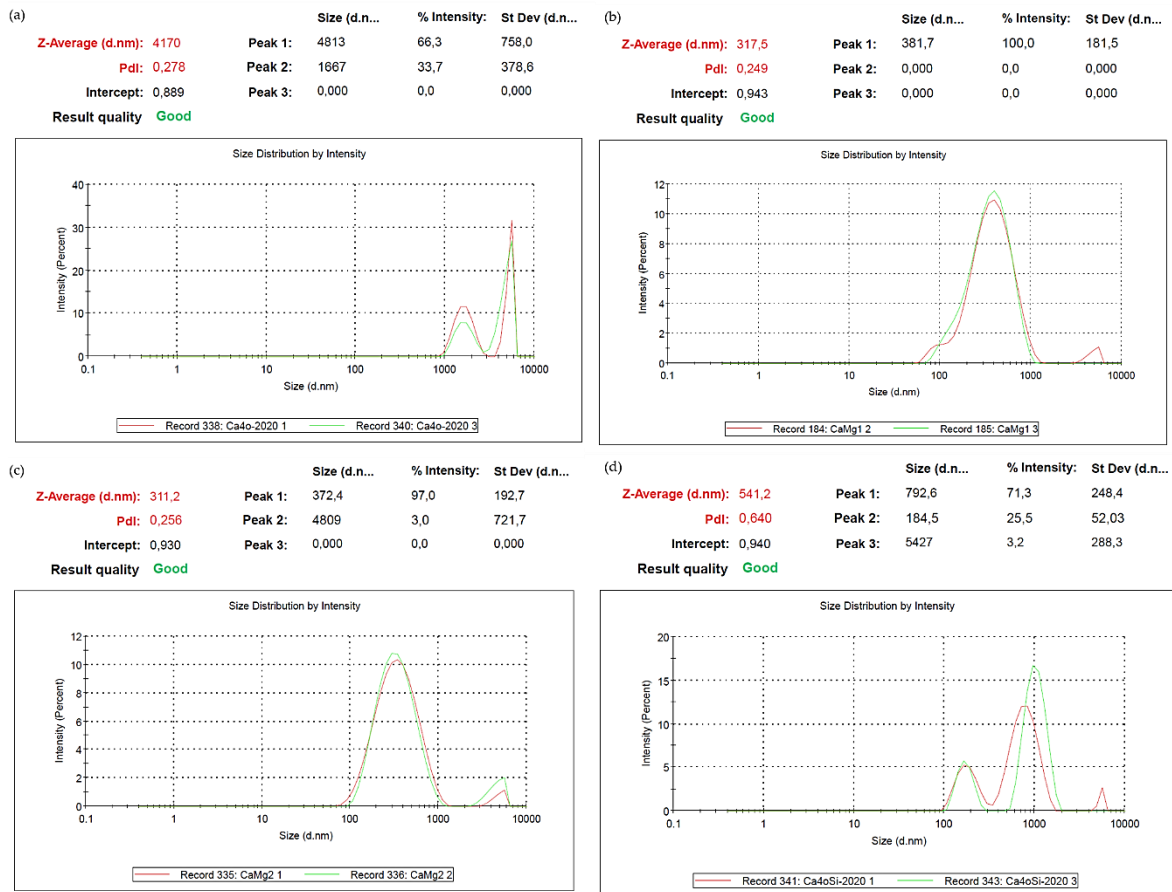 (a)
Size (d.n... % Intensity: St Dev (d.n...
Z-Average (d.nm): 4170 Peak 1: 4813 66,3 758,0
PdI: 0,278 Peak 2: 1667 33,7 378,6
Intercept: 0,889 Peak 3: 0,000 0,0 0,000
Result quality Good
Size Distribution by Intensity
Intensity (Percent)
40
30
20
10
0
0.1 1 10 100 1000 10000
Size (d.nm)
Record 338: Ca4o-2020 1 Record 340: Ca4o-2020 3
(b)
Size (d.n... % Intensity: St Dev (d.n...
Z-Average (d.nm): 317,5 Peak 1: 381,7 100,0 181,5
PdI: 0,249 Peak 2: 0,000 0,0 0,000
Intercept: 0,943 Peak 3: 0,000 0,0 0,000
Result quality Good
Size Distribution by Intensity
Intensity (Percent)
12
10
8
6
4
2
0
0.1 1 10 100 1000 10000
Size (d.nm)
Record 184: CaMg1 2 Record 185: CaMg1 3
(c)
Size (d.n... % Intensity: St Dev (d.n...
Z-Average (d.nm): 311,2 Peak 1: 372,4 97,0 192,7
PdI: 0,256 Peak 2: 4809 3,0 721,7
Intercept: 0,930 Peak 3: 0,000 0,0 0,000
Result quality Good
Size Distribution by Intensity
Intensity (Percent)
12
10
8
6
4
2
0
0.1 1 10 100 1000 10000
Size (d.nm)
Record 335: CaMg2 1 Record 336: CaMg2 2
(d)
Size (d.n... % Intensity: St Dev (d.n...
Z-Average (d.nm): 541,2 Peak 1: 792,6 71,3 248,4
PdI: 0,640 Peak 2: 184,5 25,5 52,03
Intercept: 0,940 Peak 3: 5427 3,2 288,3
Result quality Good
Size Distribution by Intensity
Intensity (Percent)
20
15
10
5
0
0.1 1 10 100 1000 10000
Size (d.nm)
Record 341: Ca4oSi-2020 1 Record 343: Ca4oSi-2020 3